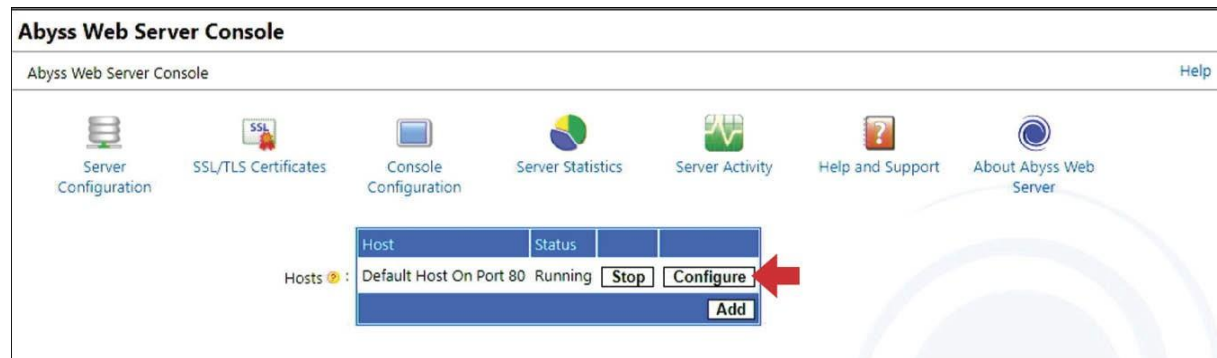 Abyss Web Server Console
Abyss Web Server Console
Help
SSL
Server
Configuration
SSL/TLS Certificates
Console
Configuration
Server Statistics
Server Activity
?
Help and Support
About Abyss Web
Server
Host Status
Hosts ? : Default Host On Port 80 Running Stop Configure
Add